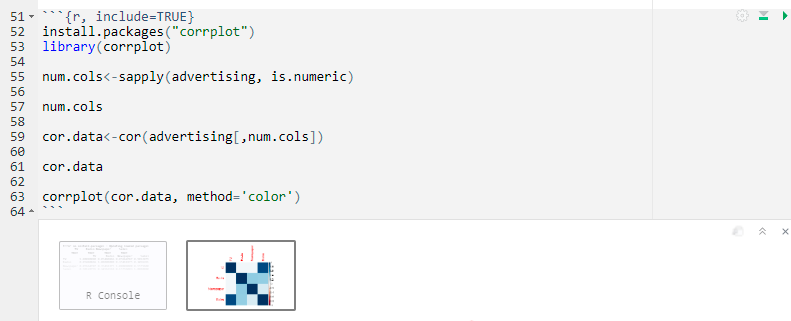 51 ```{r, include=TRUE}
52 install.packages("corrplot")
53 library(corrplot)
54
55 num.cols<-sapply(advertising, is.numeric)
56
57 num.cols
58
59 cor.data<-cor(advertising[,num.cols])
60
61 cor.data
62
63 corrplot(cor.data, method='color')
64 ```
R Console